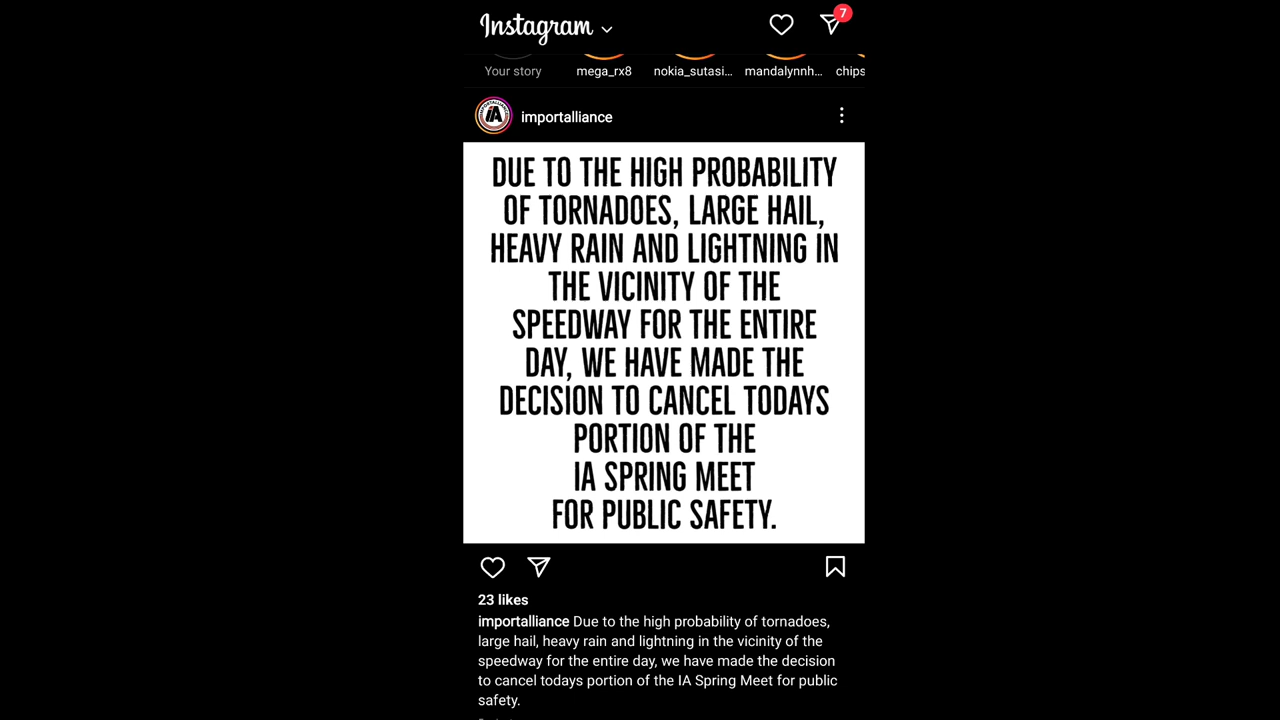 Instagram
7
Your story
mega_rx8
nokia_sutasi...
mandalynnh...
chips
importalliance
DUE TO THE HIGH PROBABILITY
OF TORNADOES, LARGE HAIL,
HEAVY RAIN AND LIGHTNING IN
THE VICINITY OF THE
SPEEDWAY FOR THE ENTIRE
DAY, WE HAVE MADE THE
DECISION TO CANCEL TODAYS
PORTION OF THE
IA SPRING MEET
FOR PUBLIC SAFETY.
23 likes
importalliance Due to the high probability of tornadoes,
large hail, heavy rain and lightning in the vicinity of the
speedway for the entire day, we have made the decision
to cancel todays portion of the IA Spring Meet for public
safety.